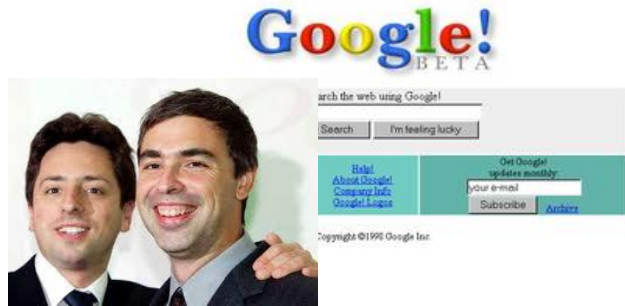 Google!
BETA
arch the web using Google!
Search I'm feeling lucky
Help!
About Google!
Company Info
Google! Logos
Get Google!
updates monthly:
your e-mail
Subscribe Archive
Copyright ©1998 Google Inc.